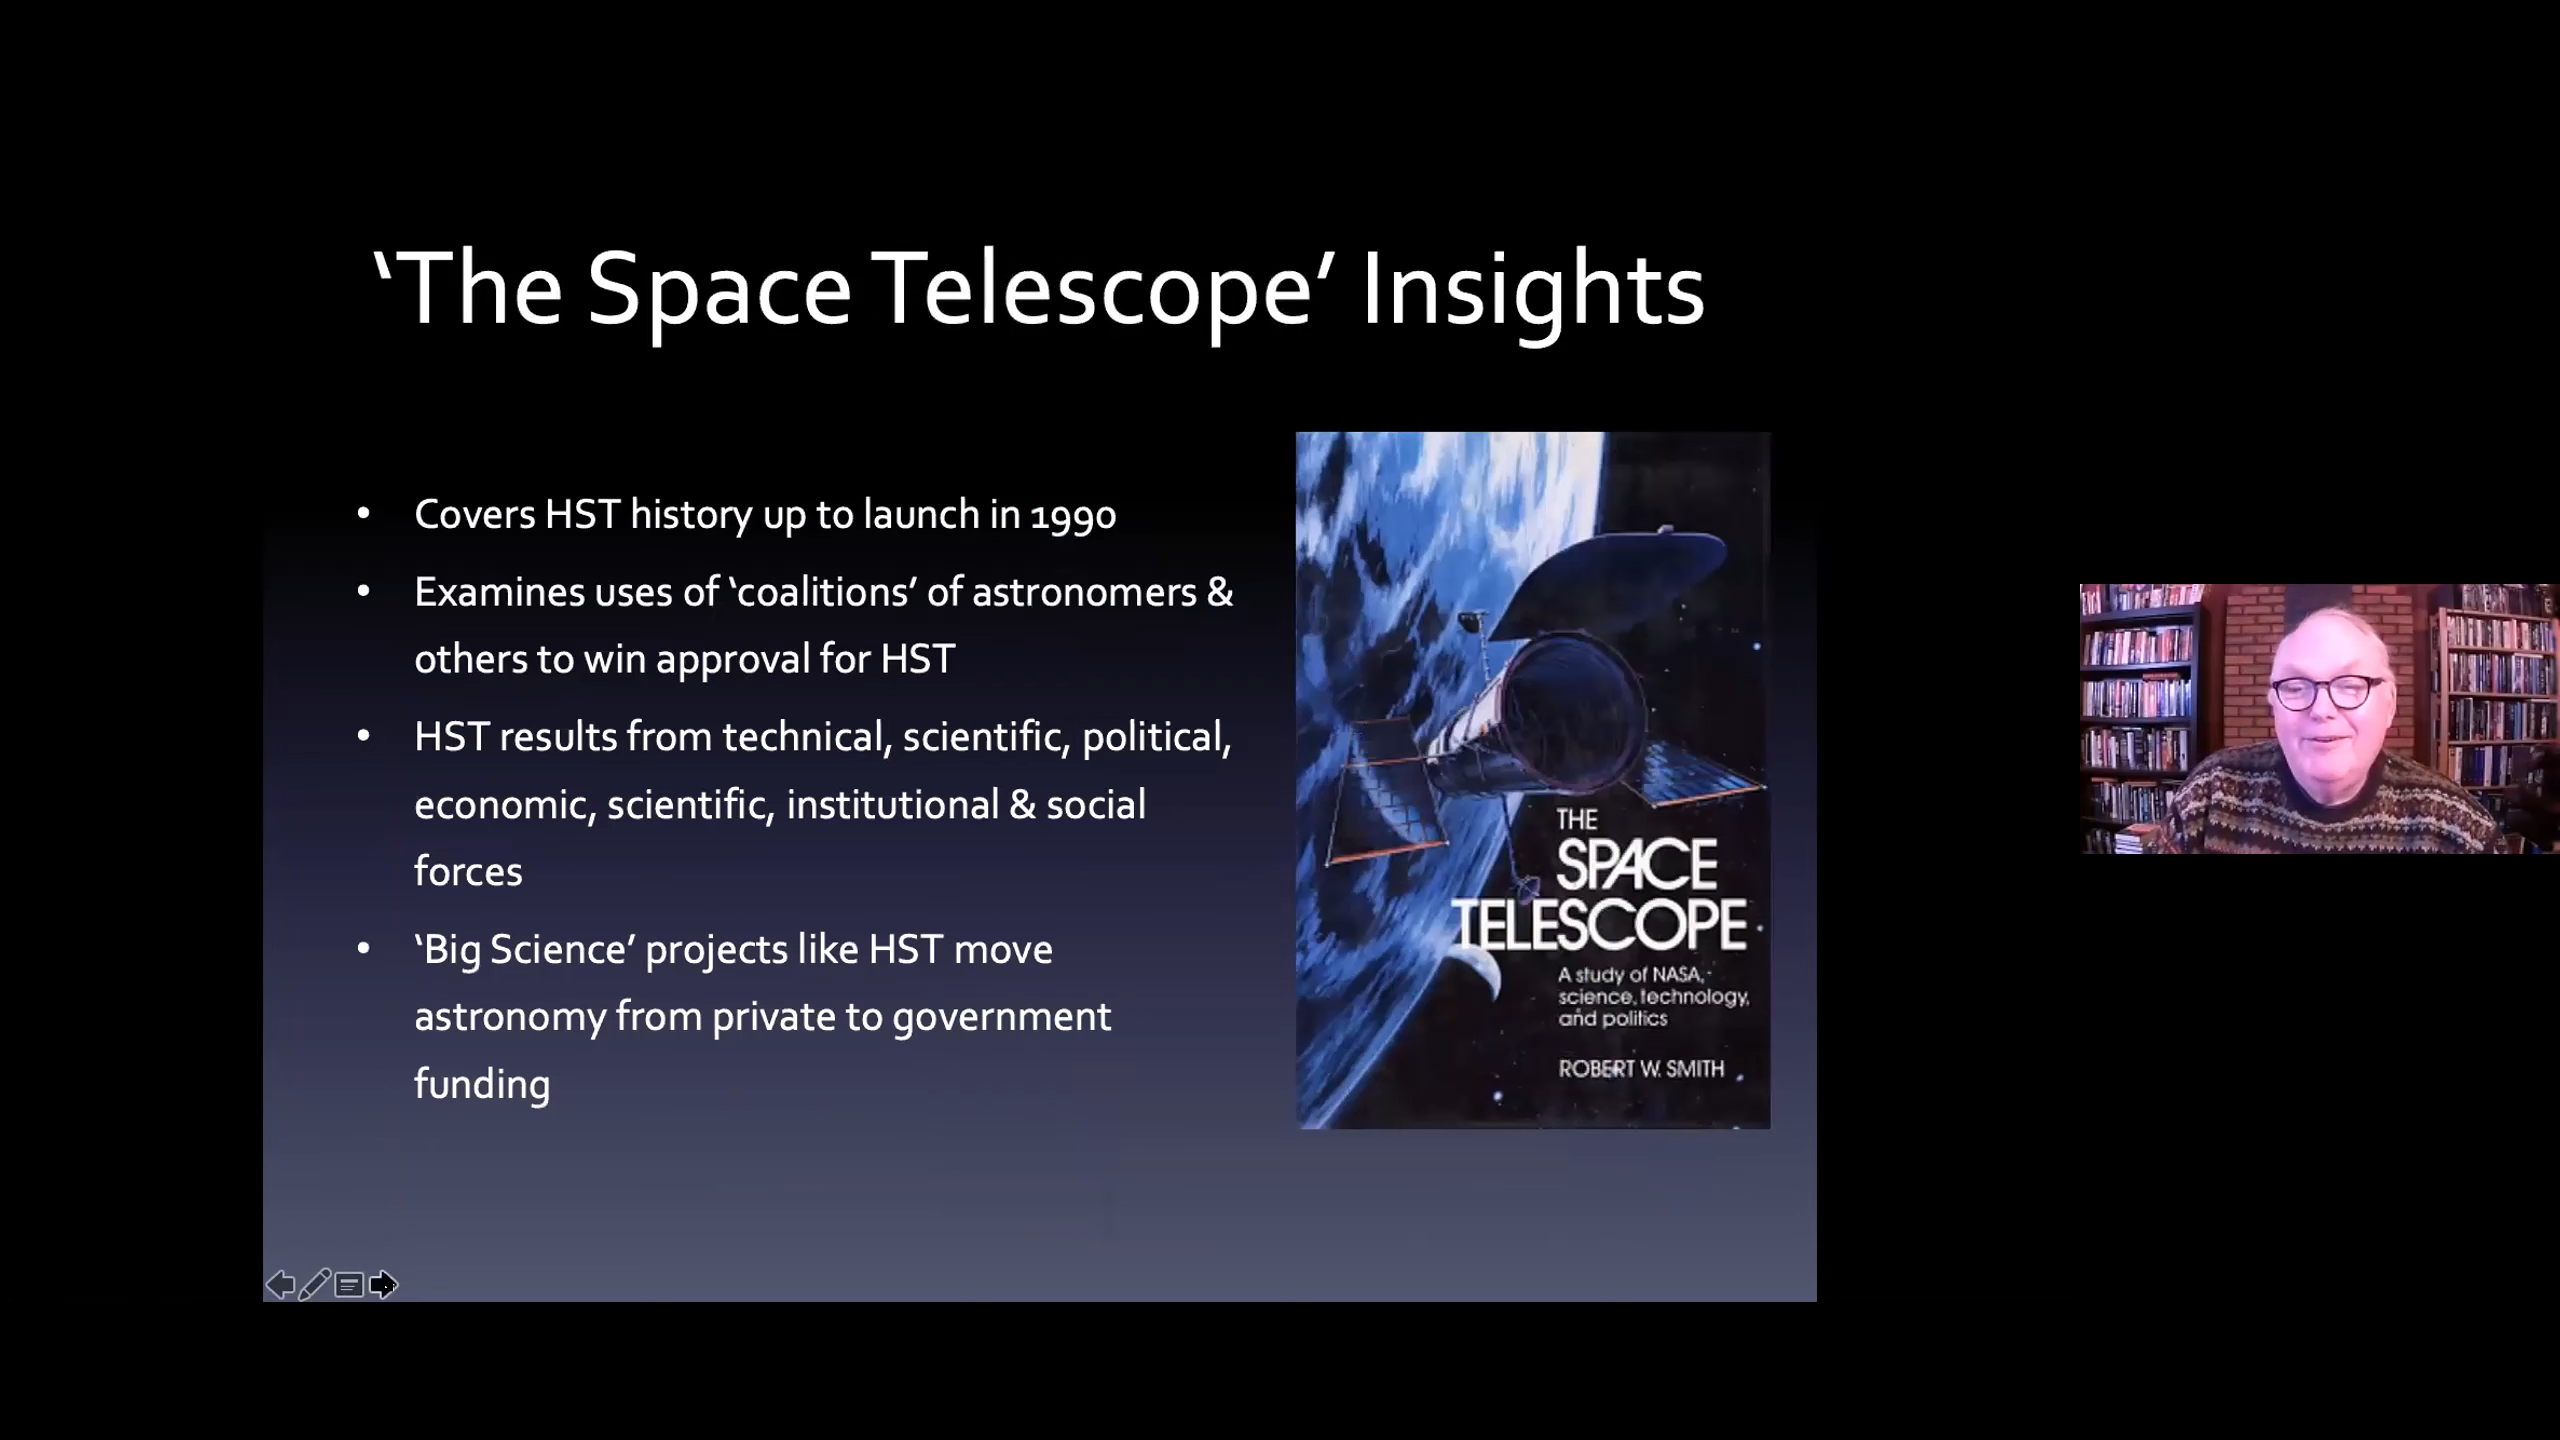 ‘The Space Telescope’ Insights
• Covers HST history up to launch in 1990
• Examines uses of ‘coalitions’ of astronomers &
others to win approval for HST
• HST results from technical, scientific, political,
economic, scientific, institutional & social
forces
• ‘Big Science’ projects like HST move
astronomy from private to government
funding
THE
SPACE
TELESCOPE
A study of NASA,
science, technology,
and politics
ROBERT W. SMITH